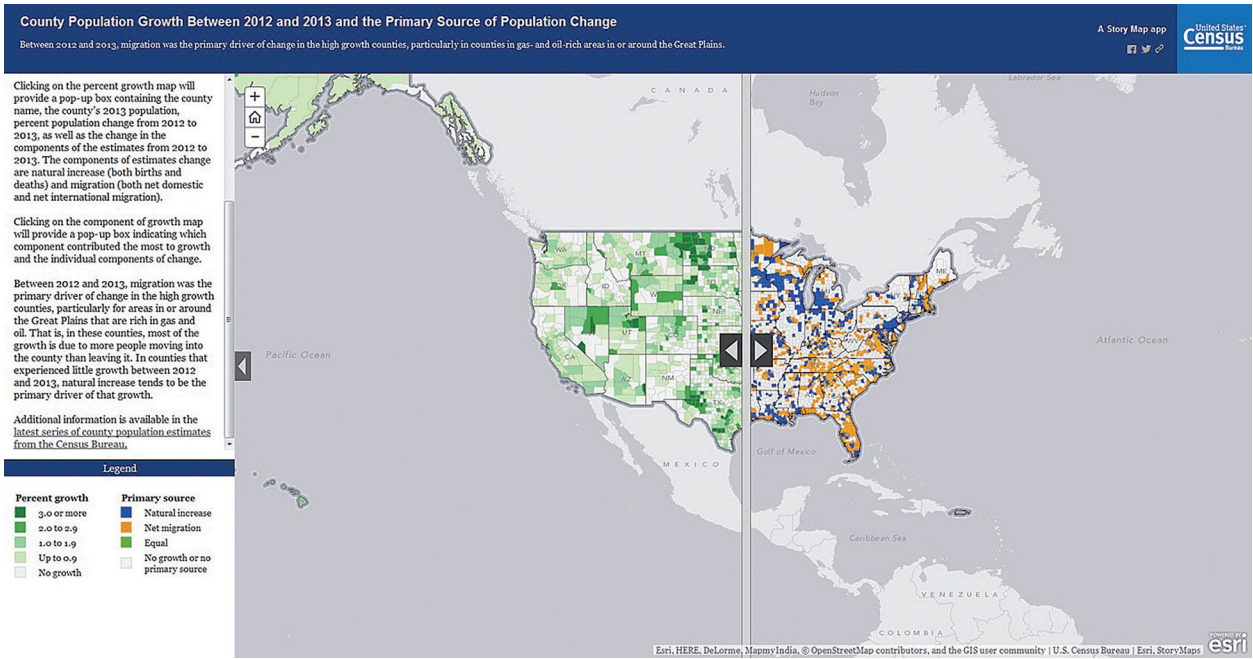 County Population Growth Between 2012 and 2013 and the Primary Source of Population Change
Between 2012 and 2013, migration was the primary driver of change in the high growth counties, particularly in counties in gas- and oil-rich areas in or around the Great Plains.
A Story Map app
United States®
Census
Bureau
Clicking on the percent growth map will
provide a pop-up box containing the county
name, the county's 2013 population,
percent population change from 2012 to
2013, as well as the change in the
components of the estimates from 2012 to
2013. The components of estimates change
are natural increase (both births and
deaths) and migration (both net domestic
and net international migration).
Clicking on the component of growth map
will provide a pop-up box indicating which
component contributed the most to growth
and the individual components of change.
Between 2012 and 2013, migration was the
primary driver of change in the high growth
counties, particularly for areas in or around
the Great Plains that are rich in gas and
oil. That is, in these counties, most of the
growth is due to more people moving into
the county than leaving it. In counties that
experienced little growth between 2012
and 2013, natural increase tends to be the
primary driver of that growth.
Additional information is available in the
latest series of county population estimates
from the Census Bureau.
Legend
Percent growth
3.0 or more
2.0 to 2.9
1.0 to 1.9
Up to 0.9
No growth
Primary source
Natural increase
Net migration
Equal
No growth or no
primary source
CANADA
Hudson
Bay
Labrador Sea
WA
MT
ID
UT
CA
AZ
NM
TX
NE
WV
ME
Pacific Ocean
Atlantic Ocean
Gulf of Mexico
MEXICO
Caribbean Sea
VENEZUELA
COLOMBIA
Esri, HERE, DeLorme, MapmyIndia, © OpenStreetMap contributors, and the GIS user community | U.S. Census Bureau | Esri, StoryMaps
POWERED BY
esri